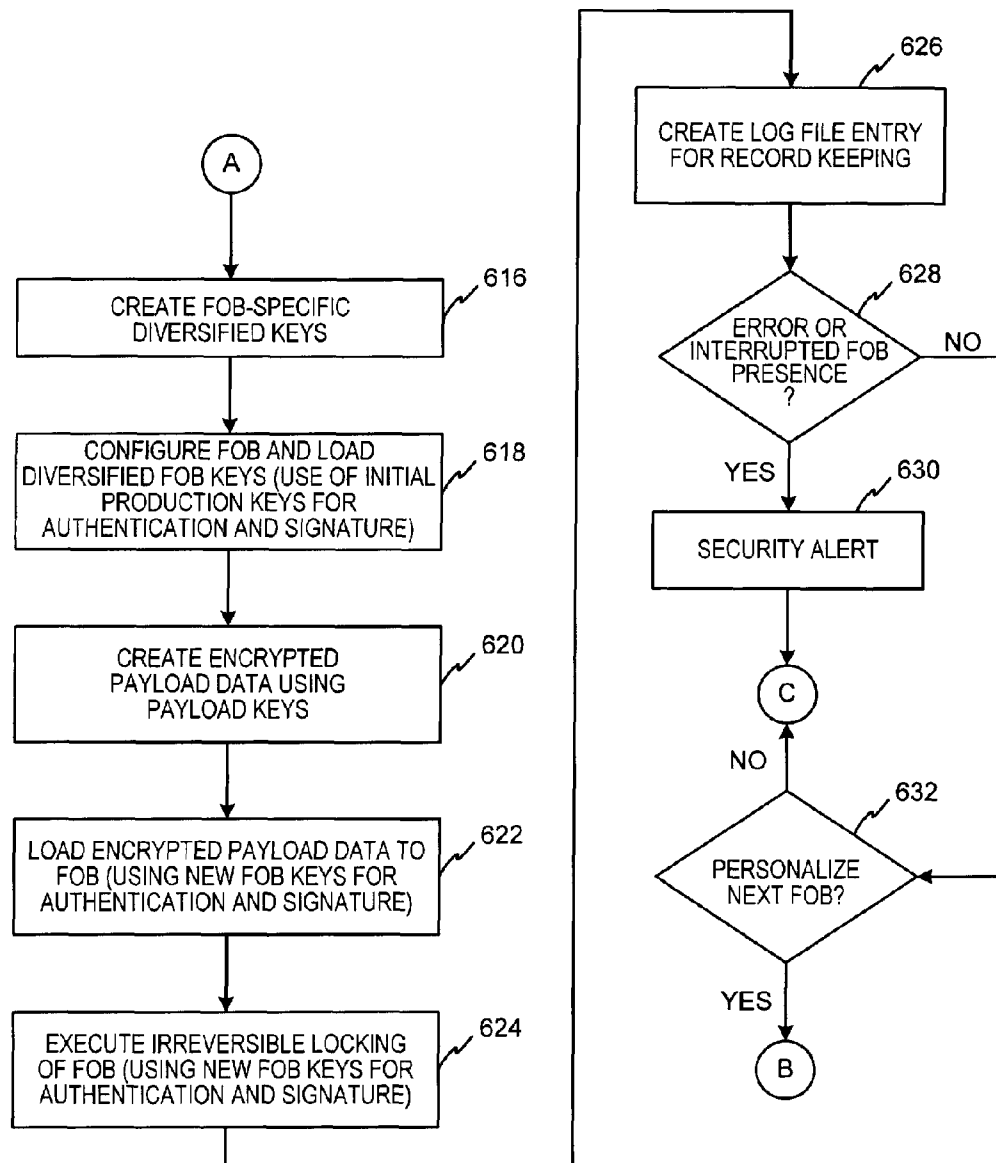 A
616
CREATE FOB-SPECIFIC
DIVERSIFIED KEYS
618
CONFIGURE FOB AND LOAD
DIVERSIFIED FOB KEYS (USE OF INITIAL
PRODUCTION KEYS FOR
AUTHENTICATION AND SIGNATURE)
620
CREATE ENCRYPTED
PAYLOAD DATA USING
PAYLOAD KEYS
622
LOAD ENCRYPTED PAYLOAD DATA TO
FOB (USING NEW FOB KEYS FOR
AUTHENTICATION AND SIGNATURE)
624
EXECUTE IRREVERSIBLE LOCKING
OF FOB (USING NEW FOB KEYS FOR
AUTHENTICATION AND SIGNATURE)
626
CREATE LOG FILE ENTRY
FOR RECORD KEEPING
628
ERROR OR
INTERRUPTED FOB
PRESENCE
?
NO
YES
630
SECURITY ALERT
C
NO
632
PERSONALIZE
NEXT FOB?
YES
B